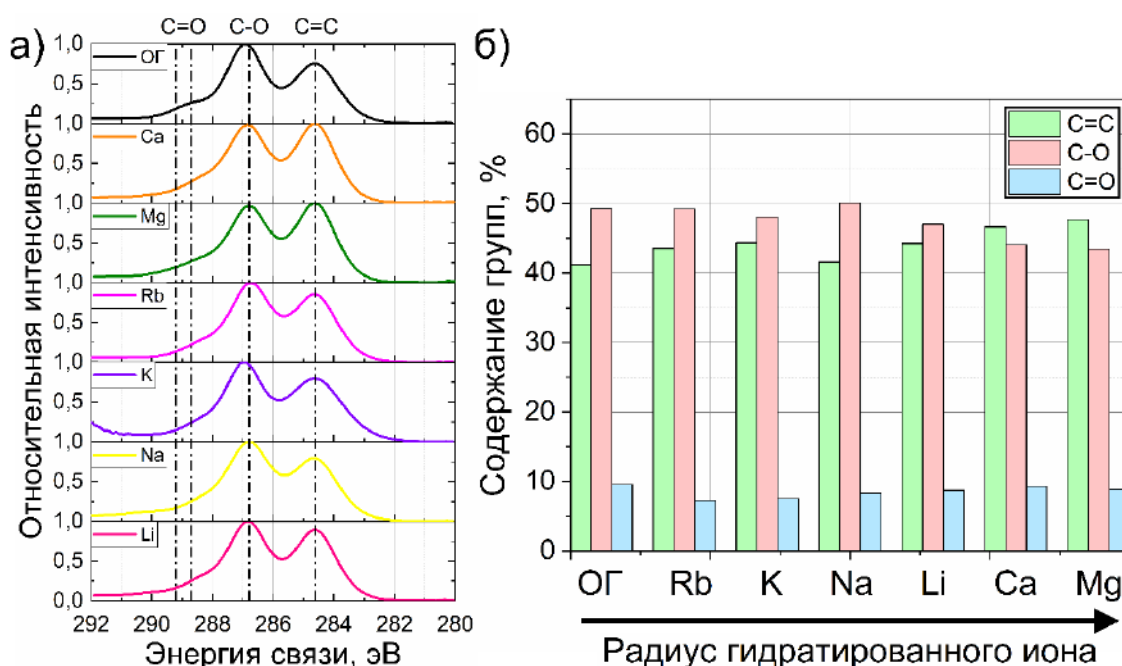 а)
C=O C-O C=C
Относительная интенсивность
1,0 ОГ
0,5
1,0 Ca
0,5
1,0 Mg
0,5
1,0 Rb
0,5
1,0 K
0,5
1,0 Na
0,5
1,0 Li
0,5
0,0
292 290 288 286 284 282 280
Энергия связи, эВ
б)
Содержание групп, %
60
50
40
30
20
10
0
C=C
C-O
C=O
ОГ Rb K Na Li Ca Mg
Радиус гидратированного иона